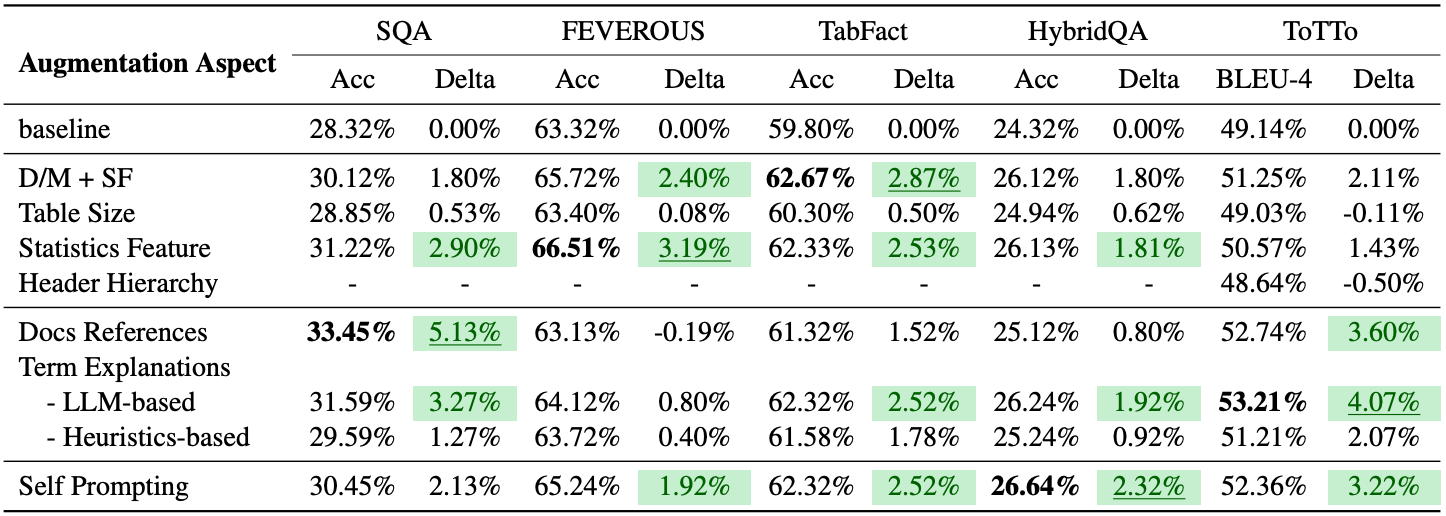 SQA FEVEROUS TabFact HybridQA ToTTo
Augmentation Aspect
Acc Delta Acc Delta Acc Delta Acc Delta BLEU-4 Delta
baseline 28.32% 0.00% 63.32% 0.00% 59.80% 0.00% 24.32% 0.00% 49.14% 0.00%
D/M + SF 30.12% 1.80% 65.72% 2.40% 62.67% 2.87% 26.12% 1.80% 51.25% 2.11%
Table Size 28.85% 0.53% 63.40% 0.08% 60.30% 0.50% 24.94% 0.62% 49.03% -0.11%
Statistics Feature 31.22% 2.90% 66.51% 3.19% 62.33% 2.53% 26.13% 1.81% 50.57% 1.43%
Header Hierarchy - - - - - - - - 48.64% -0.50%
Docs References 33.45% 5.13% 63.13% -0.19% 61.32% 1.52% 25.12% 0.80% 52.74% 3.60%
Term Explanations
- LLM-based 31.59% 3.27% 64.12% 0.80% 62.32% 2.52% 26.24% 1.92% 53.21% 4.07%
- Heuristics-based 29.59% 1.27% 63.72% 0.40% 61.58% 1.78% 25.24% 0.92% 51.21% 2.07%
Self Prompting 30.45% 2.13% 65.24% 1.92% 62.32% 2.52% 26.64% 2.32% 52.36% 3.22%